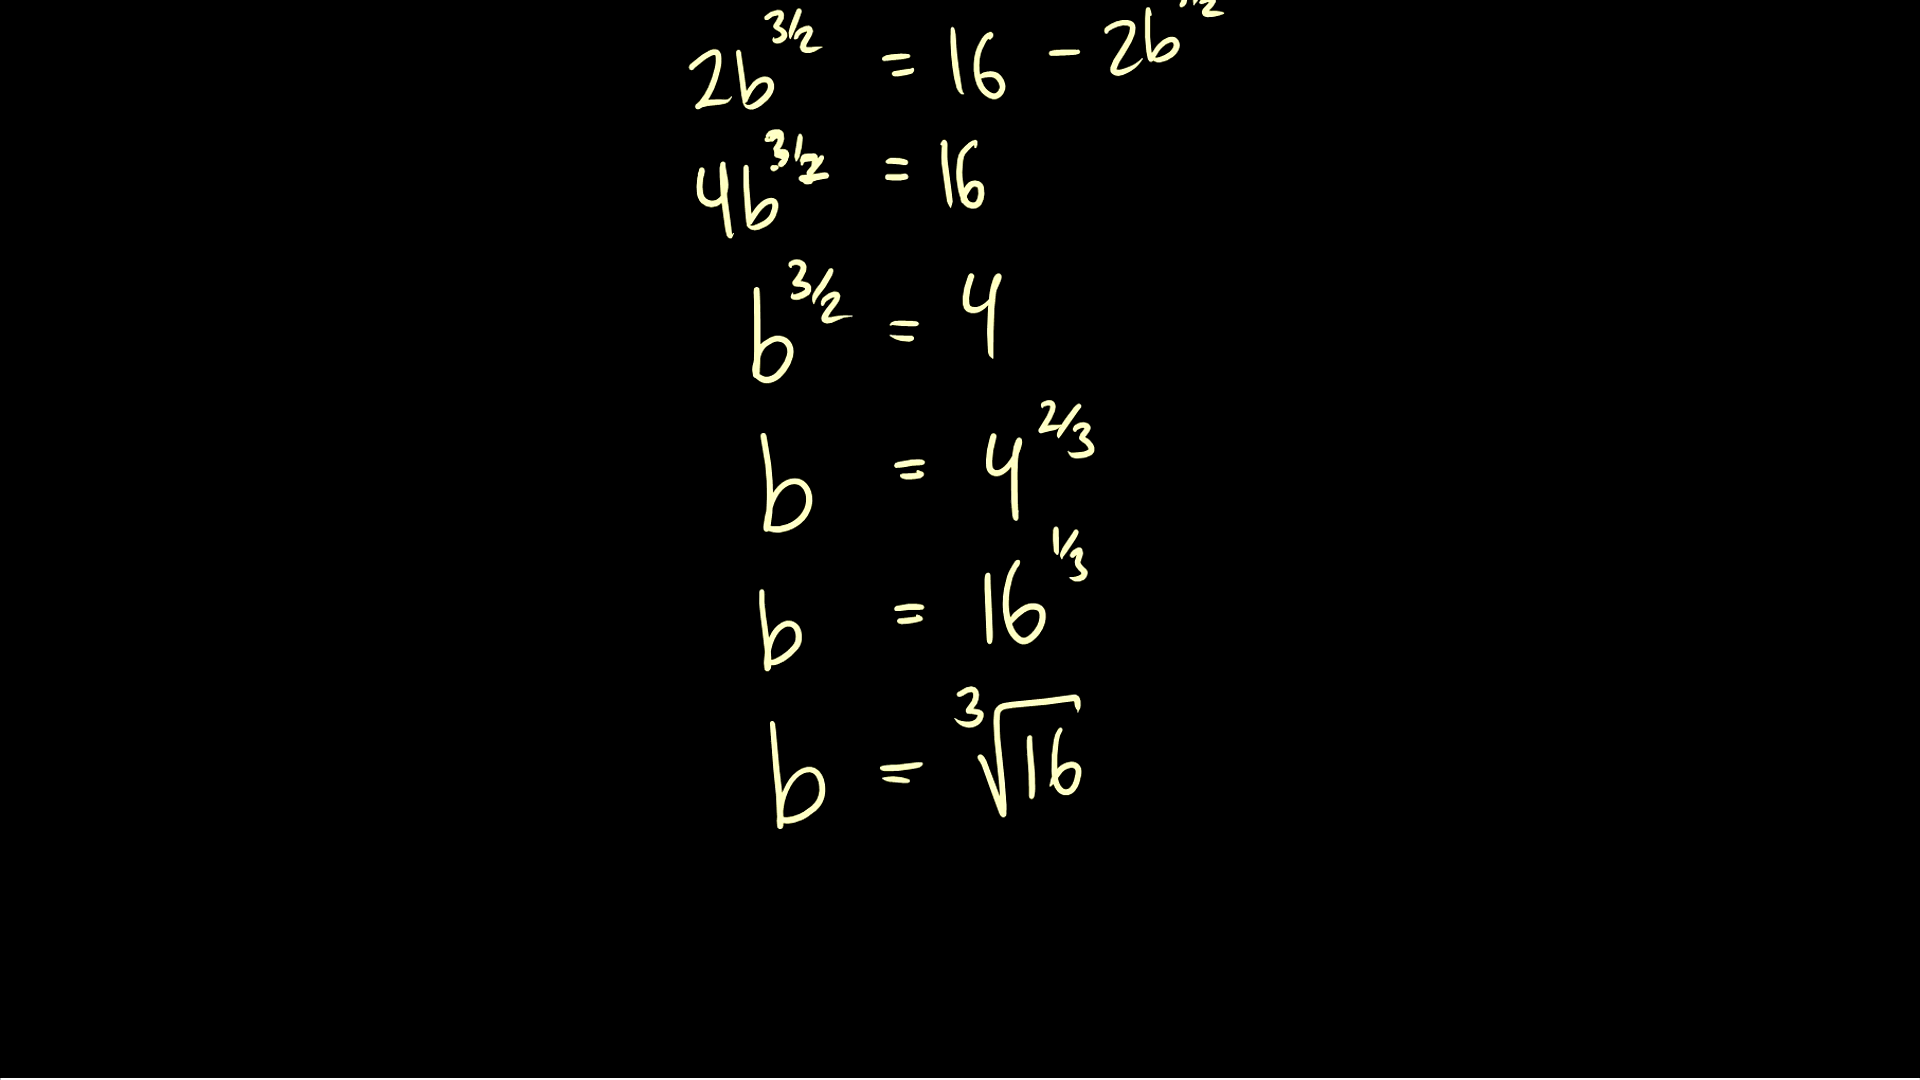 2b^{3/2} = 16 - 2b
4b^{3/2} = 16
b^{3/2} = 4
b = 4^{2/3}
b = 16^{1/3}
b = ∛16